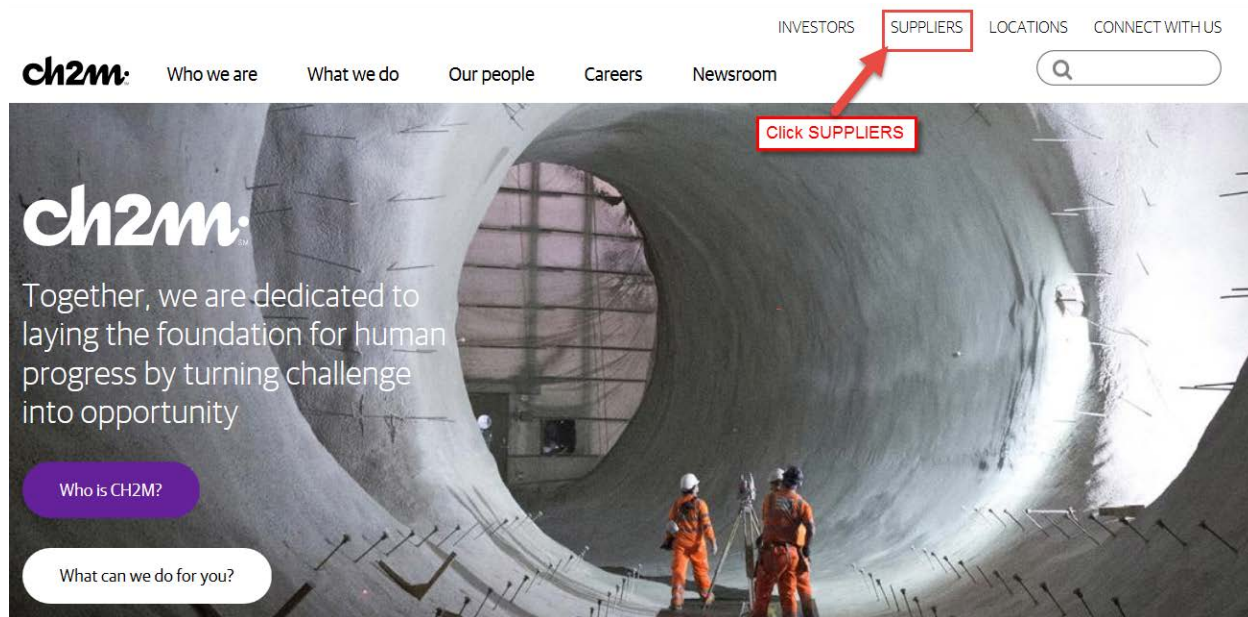 INVESTORS SUPPLIERS LOCATIONS CONNECT WITH US
ch2m: Who we are What we do Our people Careers Newsroom
Click SUPPLIERS
ch2m:
SM
Together, we are dedicated to
laying the foundation for human
progress by turning challenge
into opportunity
Who is CH2M?
What can we do for you?